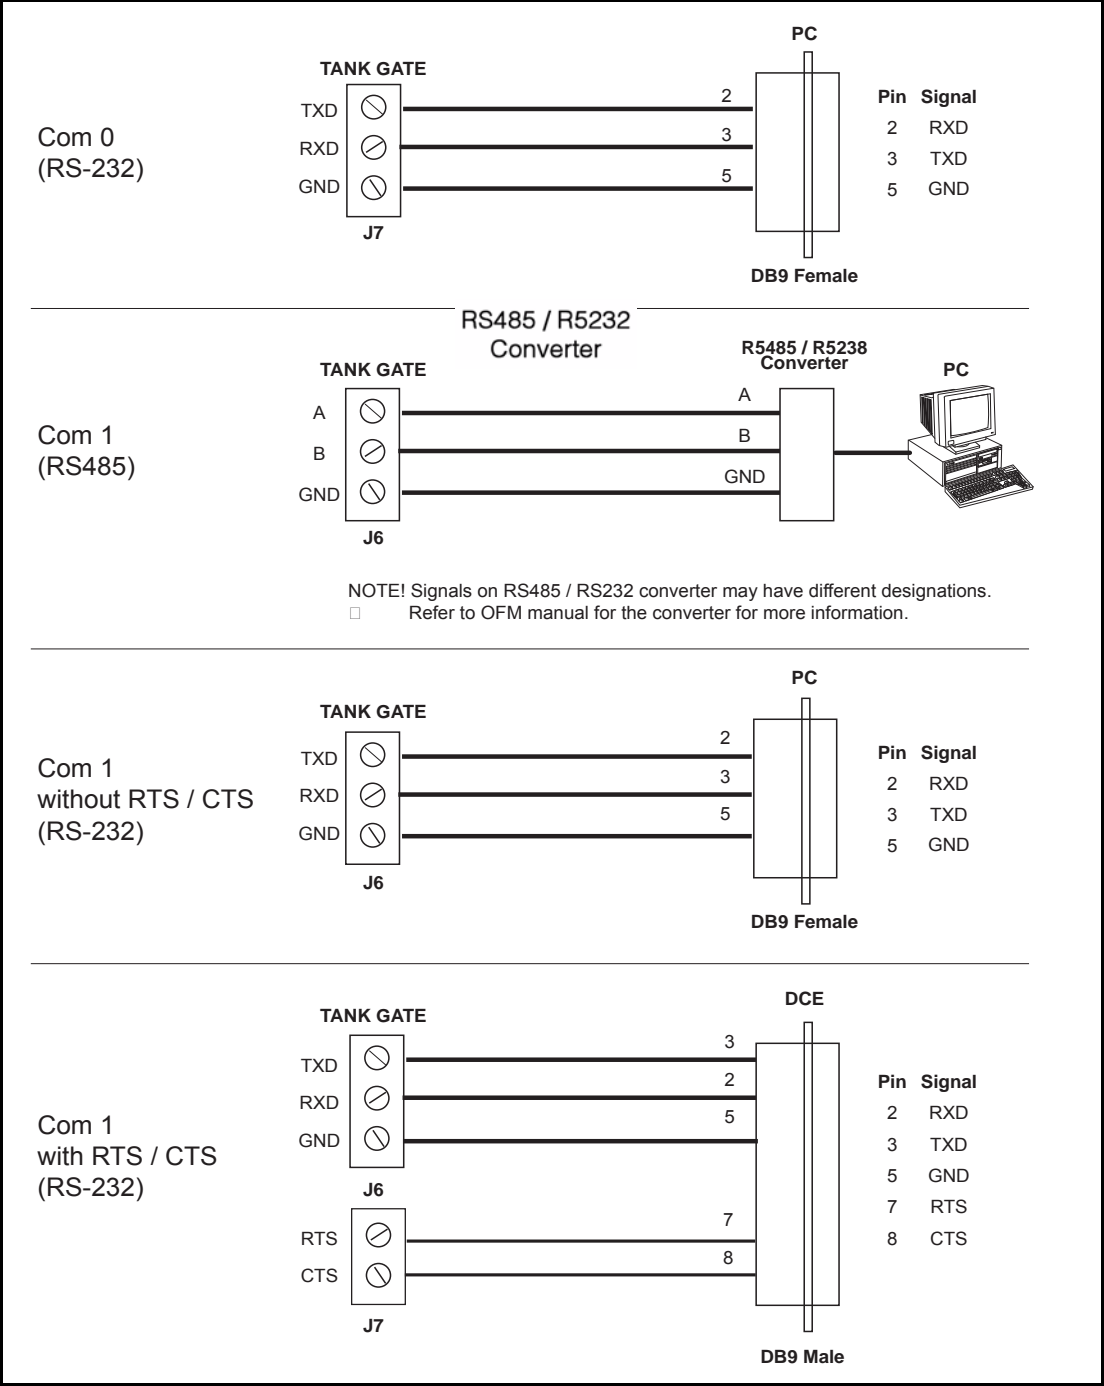 PC
TANK GATE
TXD 2
RXD 3
GND 5
J7
Com 0
(RS-232)
Pin Signal
2 RXD
3 TXD
5 GND
DB9 Female
RS485 / R5232
Converter
R5485 / R5238
Converter
TANK GATE
PC
A A
B B
GND GND
J6
Com 1
(RS485)
NOTE! Signals on RS485 / RS232 converter may have different designations.
Refer to OFM manual for the converter for more information.
PC
TANK GATE
TXD 2
RXD 3
GND 5
J6
Com 1
without RTS / CTS
(RS-232)
Pin Signal
2 RXD
3 TXD
5 GND
DB9 Female
DCE
TANK GATE
TXD 3
RXD 2
GND 5
J6
RTS 7
CTS 8
J7
Com 1
with RTS / CTS
(RS-232)
Pin Signal
2 RXD
3 TXD
5 GND
7 RTS
8 CTS
DB9 Male